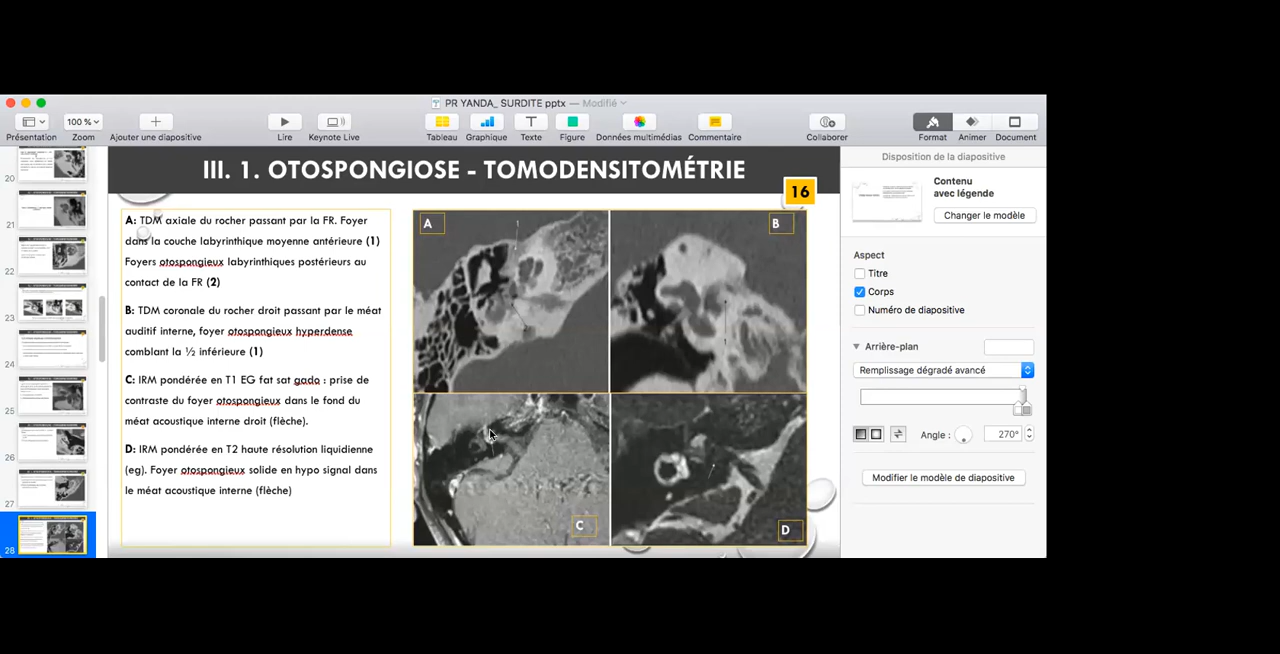 PR YANDA_ SURDITE pptx — Modifié
100 %
Présentation
Zoom
Ajouter une diapositive
Lire
Keynote Live
Tableau
Graphique
Texte
Figure
Données multimédias
Commentaire
Collaborer
Format
Animer
Document
20
21
22
23
24
25
26
27
28
III. 1. OTOSPONGIOSE - TOMODENSITOMÉTRIE
16
A: TDM axiale du rocher passant par la FR. Foyer
dans la couche labyrinthique moyenne antérieure (1)
Foyers otospongieux labyrinthiques postérieurs au
contact de la FR (2)
B: TDM coronale du rocher droit passant par le méat
auditif interne, foyer otospongieux hyperdense
comblant la ½ inférieure (1)
C: IRM pondérée en T1 EG fat sat gado : prise de
contraste du foyer otospongieux dans le fond du
méat acoustique interne droit (flèche).
D: IRM pondérée en T2 haute résolution liquidienne
(eg). Foyer otospongieux solide en hypo signal dans
le méat acoustique interne (flèche)
A
B
C
D
Disposition de la diapositive
Contenu
avec légende
Changer le modèle
Aspect
Titre
Corps
Numéro de diapositive
Arrière-plan
Remplissage dégradé avancé
Angle :
270°
Modifier le modèle de diapositive